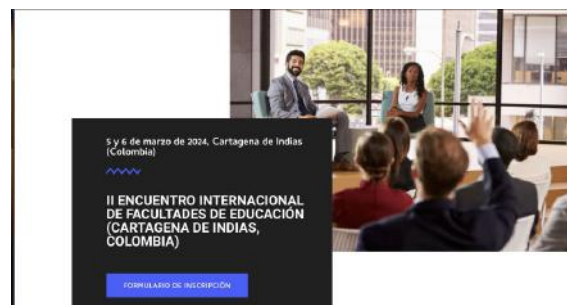 5 y 6 de marzo de 2024, Cartagena de Indias
(Colombia)
II ENCUENTRO INTERNACIONAL
DE FACULTADES DE EDUCACIÓN
(CARTAGENA DE INDIAS,
COLOMBIA)
FORMULARIO DE INSCRIPCIÓN